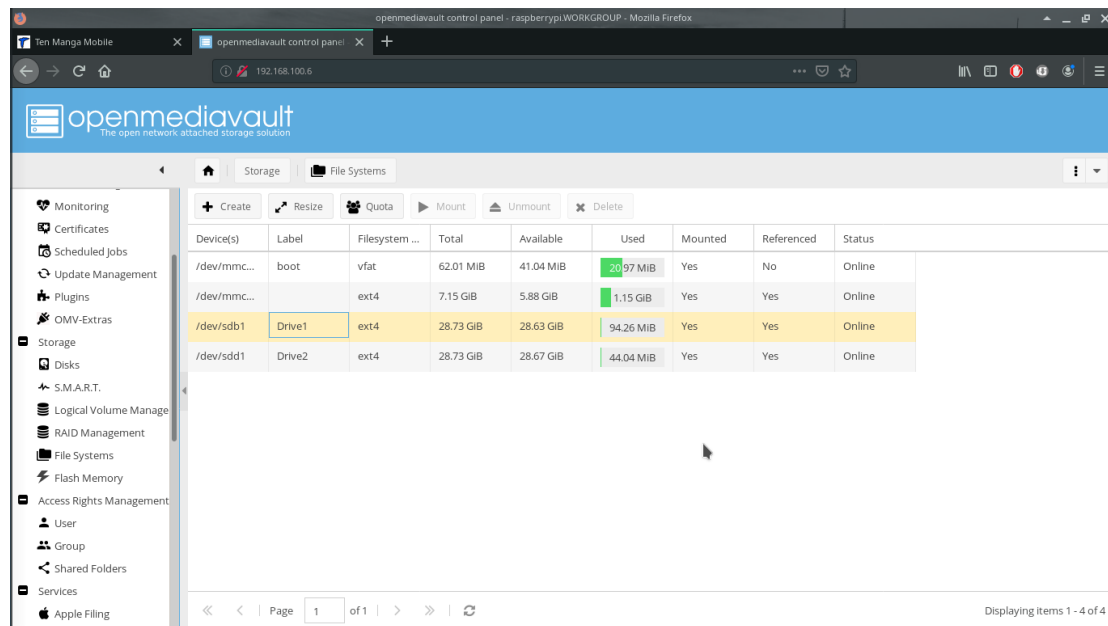 openmediavault control panel - raspberrypi.WORKGROUP - Mozilla Firefox
Ten Manga Mobile
openmediavault control panel
192.168.100.6
openmediavault
The open network attached storage solution
Storage
File Systems
Monitoring
Certificates
Scheduled Jobs
Update Management
Plugins
OMV-Extras
Storage
Disks
S.M.A.R.T.
Logical Volume Manage
RAID Management
File Systems
Flash Memory
Access Rights Management
User
Group
Shared Folders
Services
Apple Filing
Create Resize Quota Mount Unmount Delete
Device(s) Label Filesystem ... Total Available Used Mounted Referenced Status
/dev/mmc... boot vfat 62.01 MiB 41.04 MiB 20.97 MiB Yes No Online
/dev/mmc... ext4 7.15 GiB 5.88 GiB 1.15 GiB Yes Yes Online
/dev/sdb1 Drive1 ext4 28.73 GiB 28.63 GiB 94.26 MiB Yes Yes Online
/dev/sdd1 Drive2 ext4 28.73 GiB 28.67 GiB 44.04 MiB Yes Yes Online
Page 1 of 1
Displaying items 1 - 4 of 4